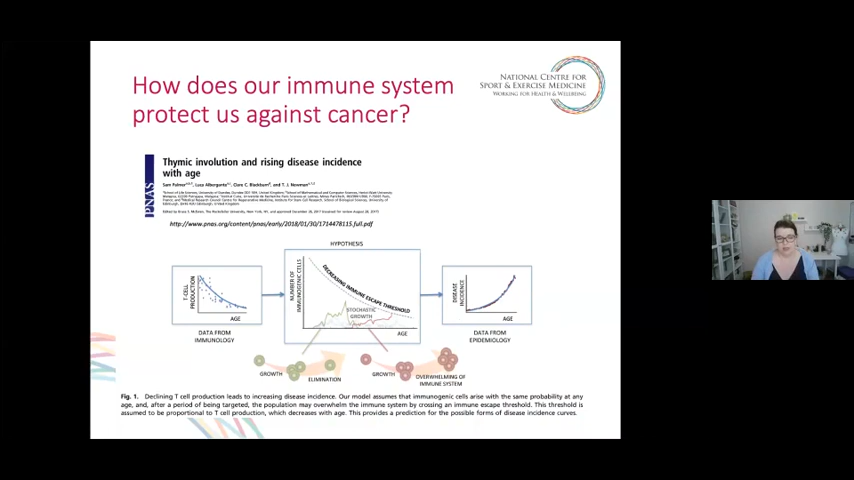 How does our immune system
protect us against cancer?
NATIONAL CENTRE FOR
SPORT & EXERCISE MEDICINE
WORKING FOR HEALTH & WELLBEING
PNAS
Thymic involution and rising disease incidence
with age
Sam Palmer, Luca Albergante, Clare C. Blackburn, and T. J. Newman
http://www.pnas.org/content/pnas/early/2018/01/30/1714478115.full.pdf
HYPOTHESIS
T-CELL
PRODUCTION
AGE
DATA FROM
IMMUNOLOGY
NUMBER OF
IMMUNOGENIC CELLS
DECREASING IMMUNE ESCAPE THRESHOLD
STOCHASTIC
GROWTH
AGE
DISEASE
INCIDENCE
AGE
DATA FROM
EPIDEMIOLOGY
GROWTH
ELIMINATION
GROWTH
OVERWHELMING OF
IMMUNE SYSTEM
Fig. 1. Declining T cell production leads to increasing disease incidence. Our model assumes that immunogenic cells arise with the same probability at any
age, and, after a period of being targeted, the population may overwhelm the immune system by crossing an immune escape threshold. This threshold is
assumed to be proportional to T cell production, which decreases with age. This provides a prediction for the possible forms of disease incidence curves.